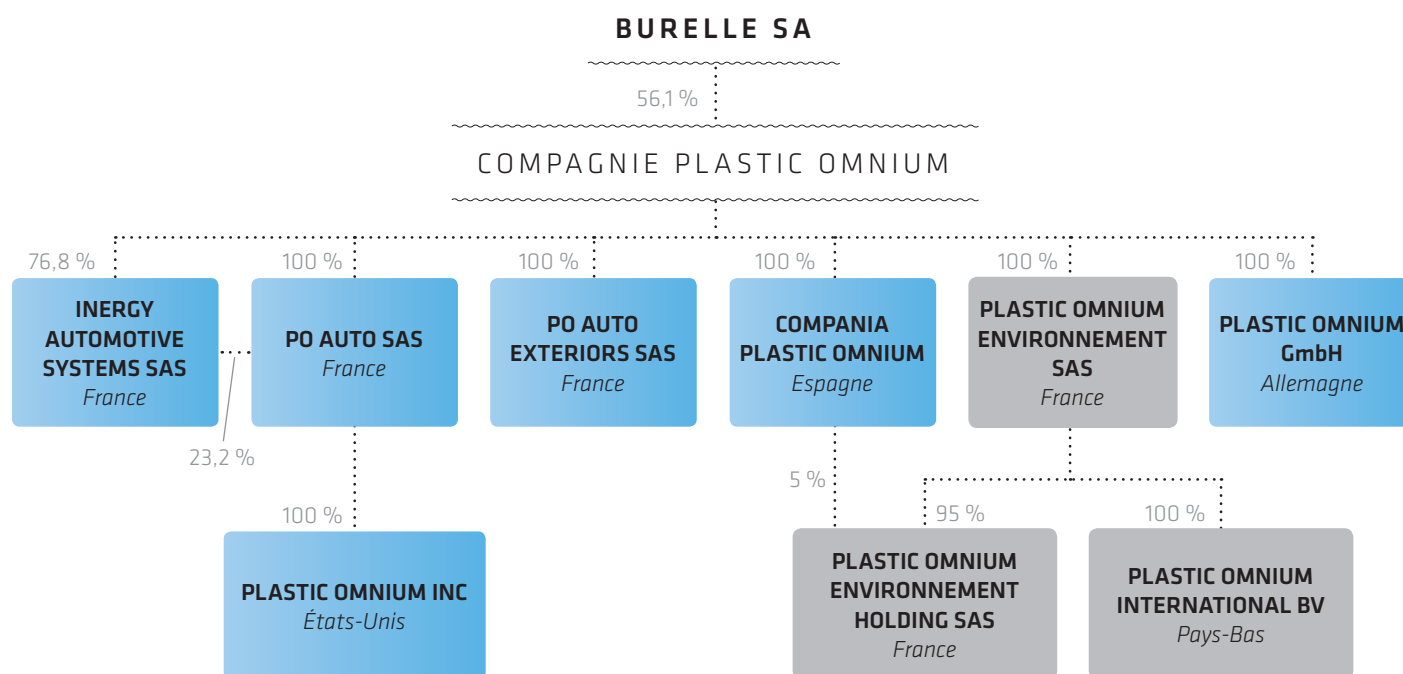 BURELLE SA
56,1 %
COMPAGNIE PLASTIC OMNIUM
76,8 %
100 %
100 %
100 %
100 %
100 %
INERGY
AUTOMOTIVE
SYSTEMS SAS
France
PO AUTO SAS
France
PO AUTO
EXTERIORS SAS
France
COMPANIA
PLASTIC OMNIUM
Espagne
PLASTIC OMNIUM
ENVIRONNEMENT
SAS
France
PLASTIC OMNIUM
GmbH
Allemagne
23,2 %
5 %
100 %
95 %
100 %
PLASTIC OMNIUM INC
États-Unis
PLASTIC OMNIUM
ENVIRONNEMENT
HOLDING SAS
France
PLASTIC OMNIUM
INTERNATIONAL BV
Pays-Bas